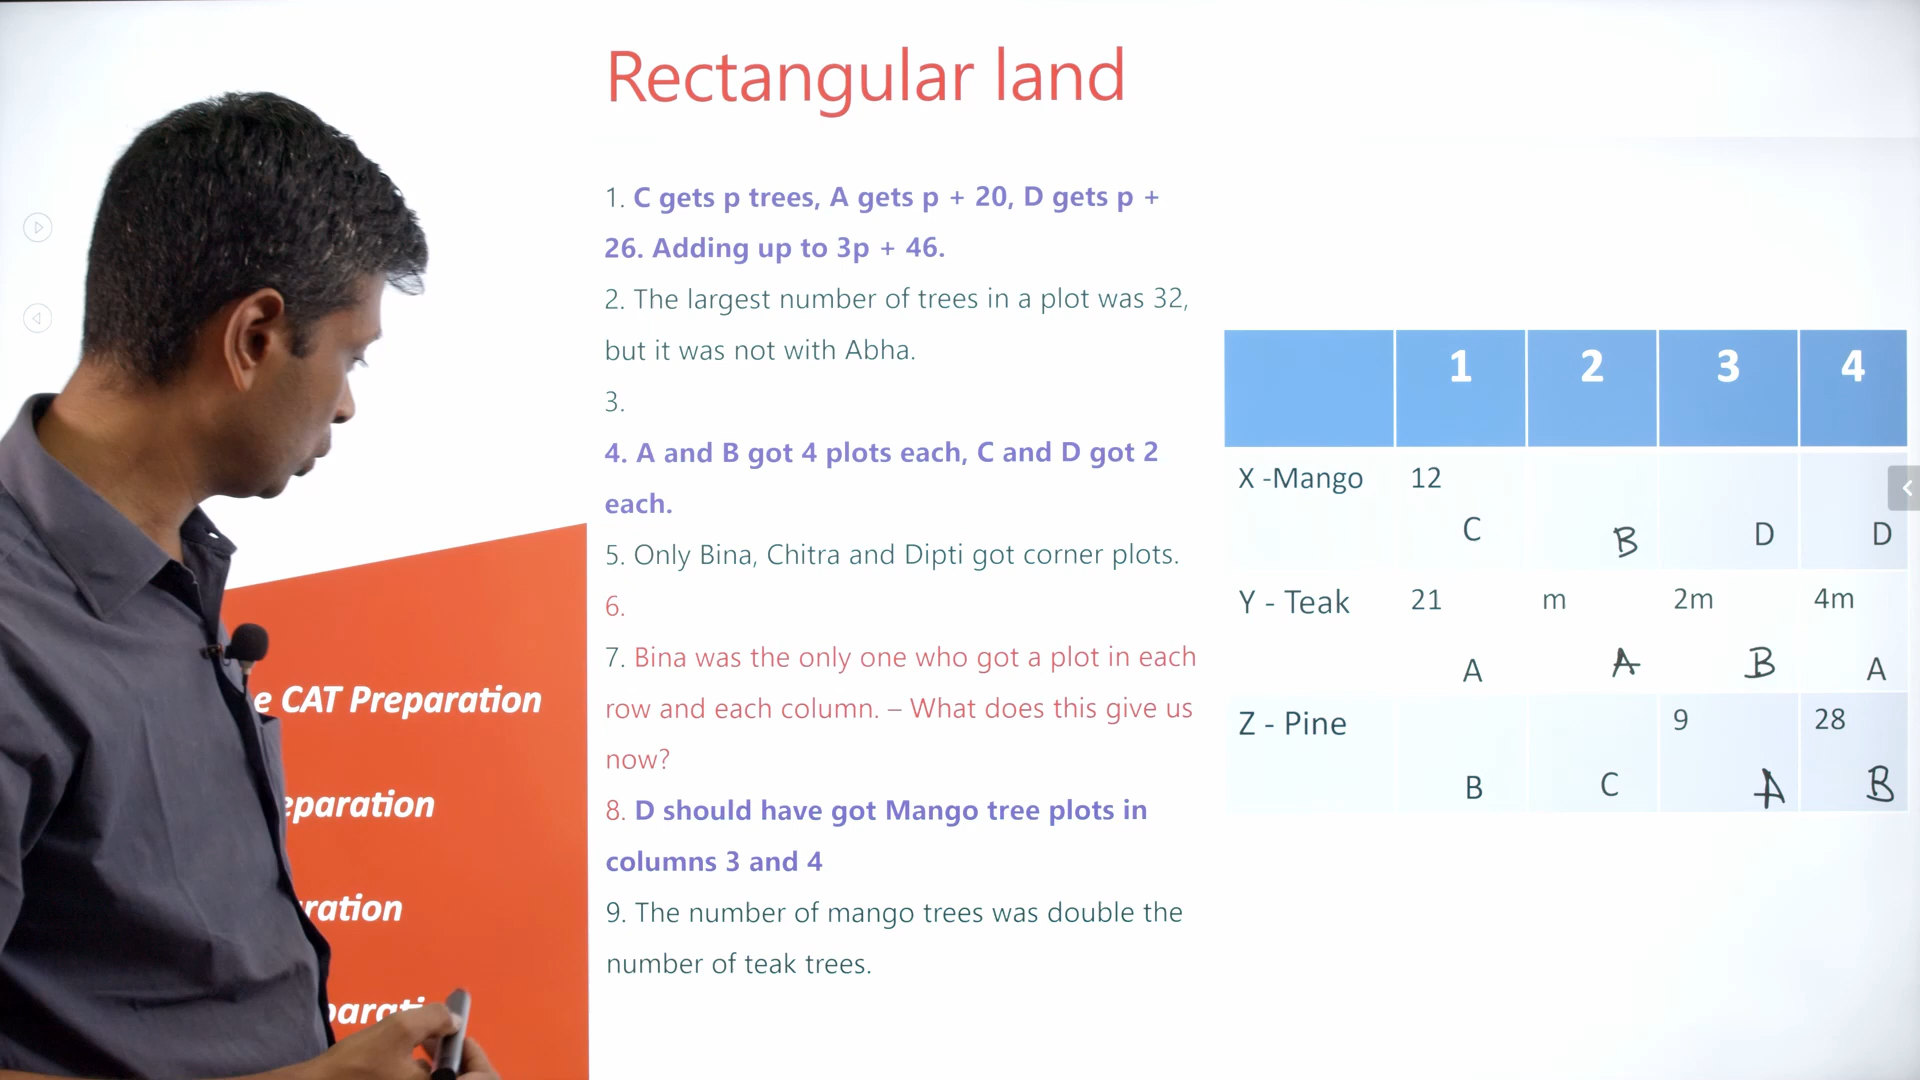 Rectangular land
1. C gets p trees, A gets p + 20, D gets p +
26. Adding up to 3p + 46.
2. The largest number of trees in a plot was 32,
but it was not with Abha.
3.
4. A and B got 4 plots each, C and D got 2
each.
5. Only Bina, Chitra and Dipti got corner plots.
6.
7. Bina was the only one who got a plot in each
row and each column. – What does this give us
now?
8. D should have got Mango tree plots in
columns 3 and 4
9. The number of mango trees was double the
number of teak trees.
1 2 3 4
X -Mango 12
C B D D
Y - Teak 21 m 2m 4m
A A B A
Z - Pine 9 28
B C A B
e CAT Preparation
eparation
ration
parati